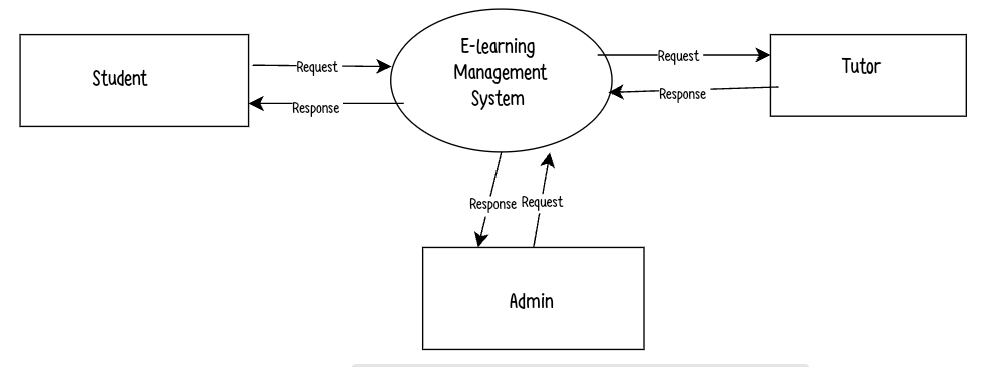 E-learning
Management
System
Student
Request
Response
Request
Response
Tutor
Response
Request
Admin